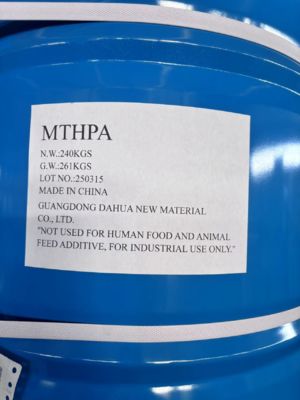 MTHPA
N.W.:240KGS
G.W.:261KGS
LOT NO.:250315
MADE IN CHINA
GUANGDONG DAHUA NEW MATERIAL
CO., LTD.
"NOT USED FOR HUMAN FOOD AND ANIMAL
FEED ADDITIVE, FOR INDUSTRIAL USE ONLY."